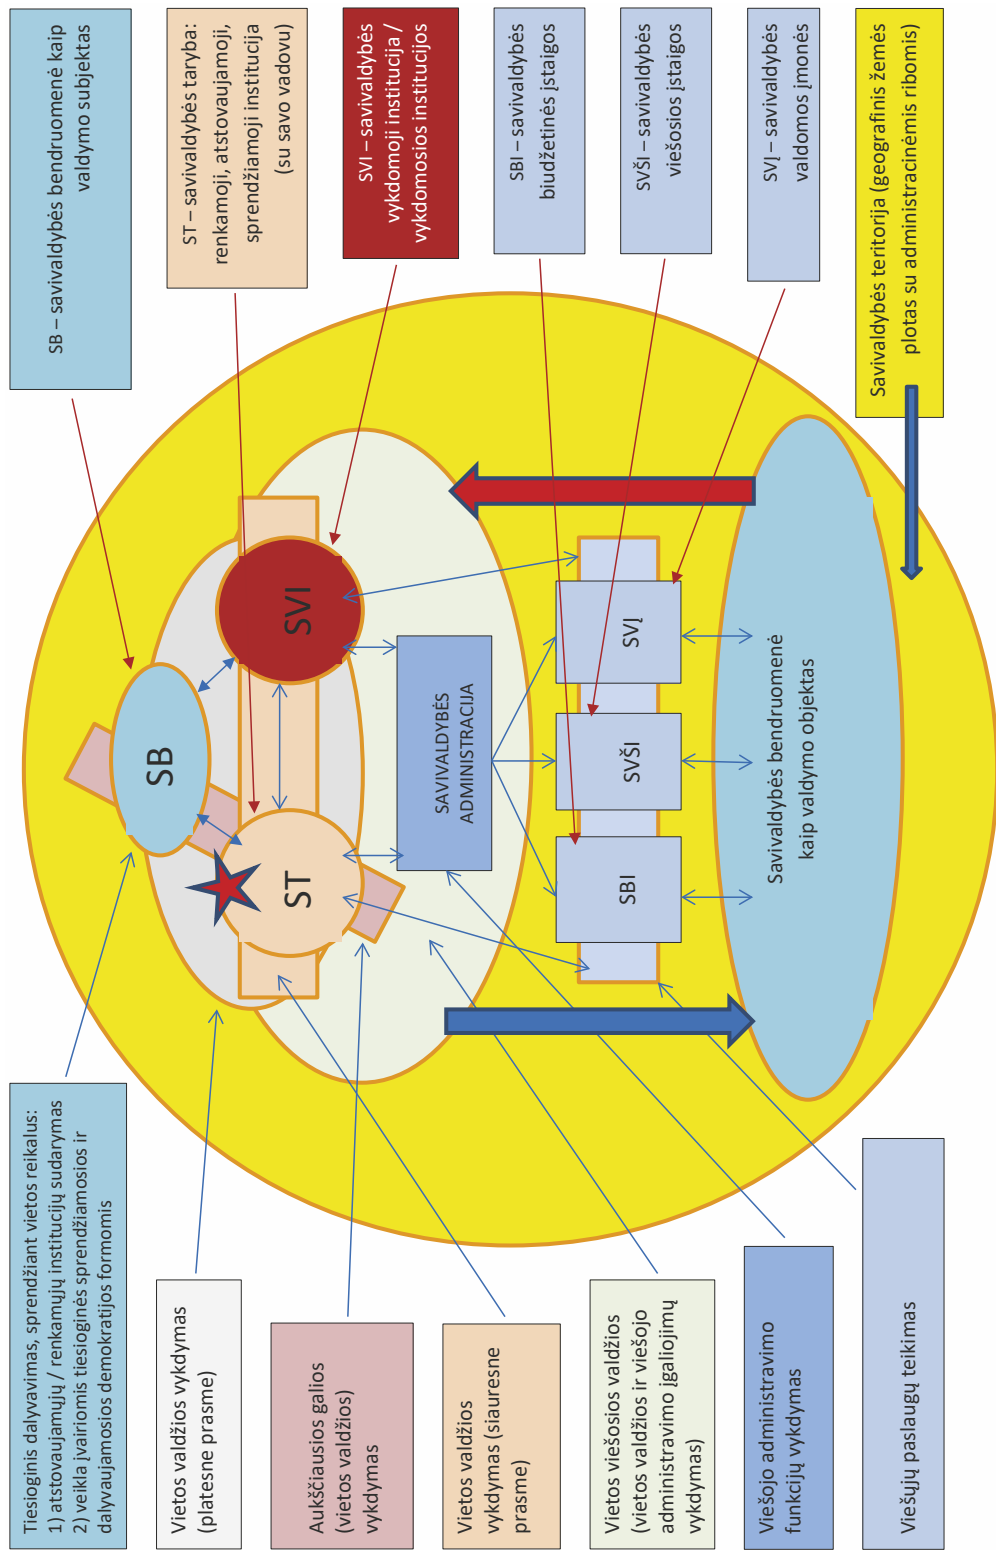 Tiesioginis dalyvavimas, sprendžiant vietos reikalus:
1) atstovaujamųjų / renkamųjų institucijų sudarymas
2) veikla įvairiomis tiesioginės sprendžiamosios ir
dalyvaujamosios demokratijos formomis
Vietos valdžios vykdymas
(platesne prasme)
Aukščiausios galios
(vietos valdžios)
vykdymas
Vietos valdžios
vykdymas (siauresne
prasme)
Vietos viešosios valdžios
(vietos valdžios ir viešojo
administravimo įgaliojimų
vykdymas)
Viešojo administravimo
funkcijų vykdymas
Viešųjų paslaugų teikimas
SB
ST
SVI
SAVIVALDYBĖS
ADMINISTRACIJA
SBI
SVŠI
SVĮ
Savivaldybės bendruomenė
kaip valdymo objektas
SB – savivaldybės bendruomenė kaip
valdymo subjektas
ST – savivaldybės taryba:
renkamoji, atstovaujamoji,
sprendžiamoji institucija
(su savo vadovu)
SVI – savivaldybės
vykdomoji institucija /
vykdomosios institucijos
SBI – savivaldybės
biudžetinės įstaigos
SVŠI – savivaldybės
viešosios įstaigos
SVĮ – savivaldybės
valdomos įmonės
Savivaldybės teritorija (geografinis žemės
plotas su administracinėmis ribomis)